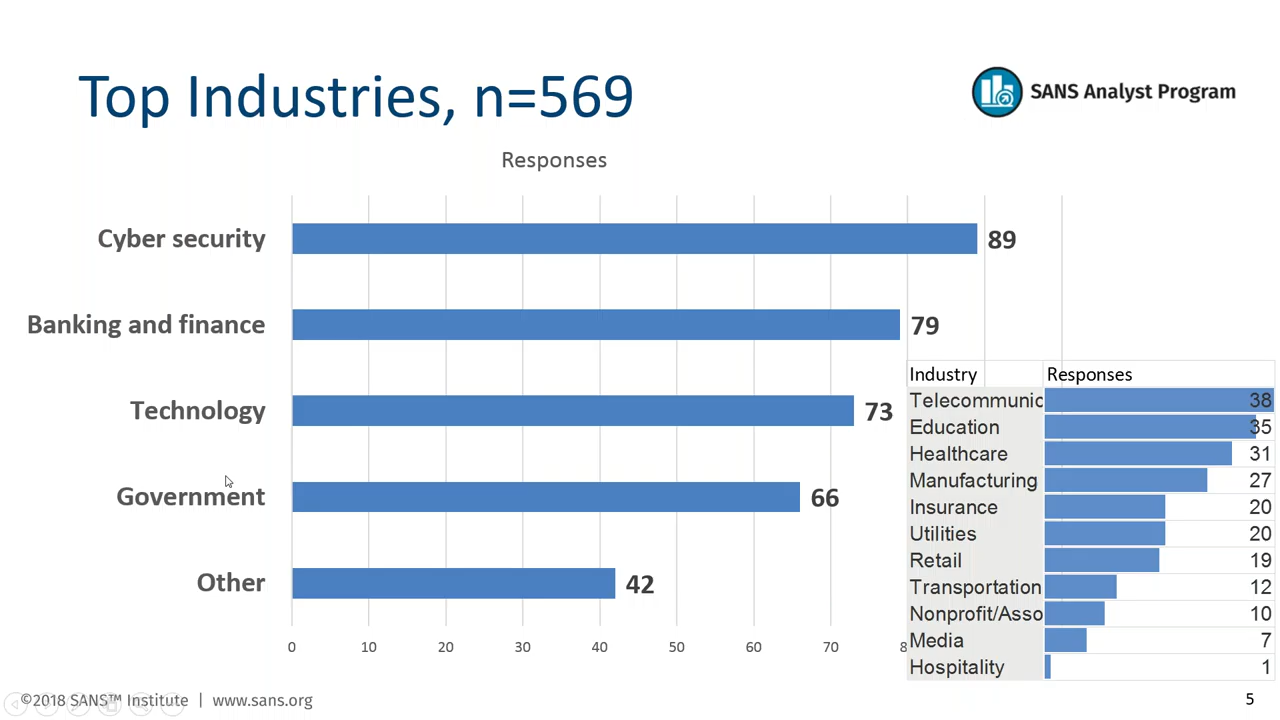 Top Industries, n=569
SANS Analyst Program
Responses
Cyber security 89
Banking and finance 79
Technology 73
Government 66
Other 42
0 10 20 30 40 50 60 70 8
Industry Responses
Telecommunic 38
Education 35
Healthcare 31
Manufacturing 27
Insurance 20
Utilities 20
Retail 19
Transportation 12
Nonprofit/Asso 10
Media 7
Hospitality 1
©2018 SANS™ Institute | www.sans.org
5